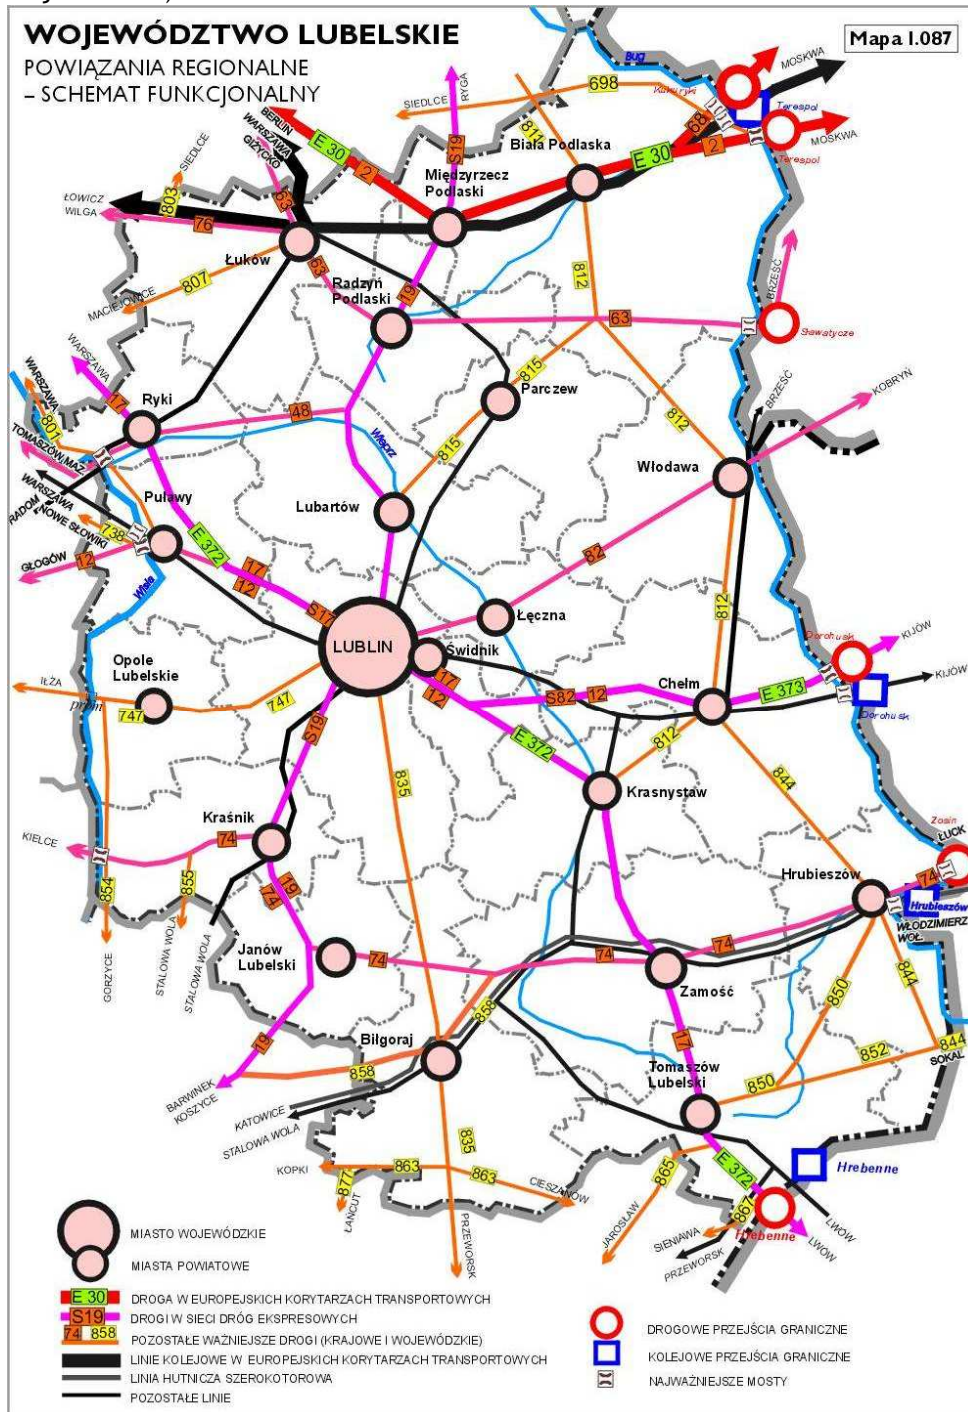 WOJEWÓDZTWO LUBELSKIE
POWIĄZANIA REGIONALNE
– SCHEMAT FUNKCJONALNY
Mapa 1.087
Bug
MOSKWA
Kukuryki
Terespol
MOSKWA
Terespol
SIEDLCE
RYGA
698
811
68
BERLIN
WARSZAWA
GIŻYCKO
E 30
2
S19
Biała Podlaska
E 30
2
Międzyrzec
Podlaski
SIEDLCE
803
63
ŁOWICZ
WILGA
76
Łuków
807
MACIEJOWICE
63
Radzyń
Podlaski
19
812
63
BRZEŚĆ
Sławatycze
WARSZAWA
17
Ryki
48
815
Parczew
812
BRZEŚĆ
KOBRYŃ
WARSZAWA
801
TOMASZÓW MAZ.
RADOM
WARSZAWA
NOWE SŁOWIKI
738
GŁOGÓW
12
Puławy
Wieprz
815
Lubartów
Włodawa
E 372
17
12
S17
82
812
Wisła
Łęczna
LUBLIN
Świdnik
17
12
Opole
Lubelskie
IŁŻA
prom
747
747
S19
S82
12
Chełm
E 373
Dorohusk
KIJÓW
KIJÓW
Dorohusk
E 372
812
844
835
Krasnystaw
Kraśnik
74
KIELCE
854
855
GORZYCE
STALOWA WOLA
STALOWA WOLA
19
74
Zosin
ŁUCK
74
Hrubieszów
Hrubieszów
WŁODZIMIERZ
WOŁ.
Janów
Lubelski
74
74
74
Zamość
858
850
844
19
Biłgoraj
858
17
Tomaszów
Lubelski
850
852
844
SOKAL
BARWINEK
KOSZYCE
KATOWICE
STALOWA WOLA
835
KOPKI
863
863
877
ŁAŃCUT
CIESZANÓW
PRZEWORSK
865
JAROSŁAW
E 372
867
SIENIAWA
PRZEWORSK
Hrebenne
Hrebenne
LWÓW
LWÓW
MIASTO WOJEWÓDZKIE
MIASTA POWIATOWE
E 30 DROGA W EUROPEJSKICH KORYTARZACH TRANSPORTOWYCH
S19 DROGI W SIECI DRÓG EKSPRESOWYCH
74 858 POZOSTAŁE WAŻNIEJSZE DROGI (KRAJOWE I WOJEWÓDZKIE)
LINIE KOLEJOWE W EUROPEJSKICH KORYTARZACH TRANSPORTOWYCH
LINIA HUTNICZA SZEROKOTOROWA
POZOSTAŁE LINIE
DROGOWE PRZEJŚCIA GRANICZNE
KOLEJOWE PRZEJŚCIA GRANICZNE
NAJWAŻNIEJSZE MOSTY